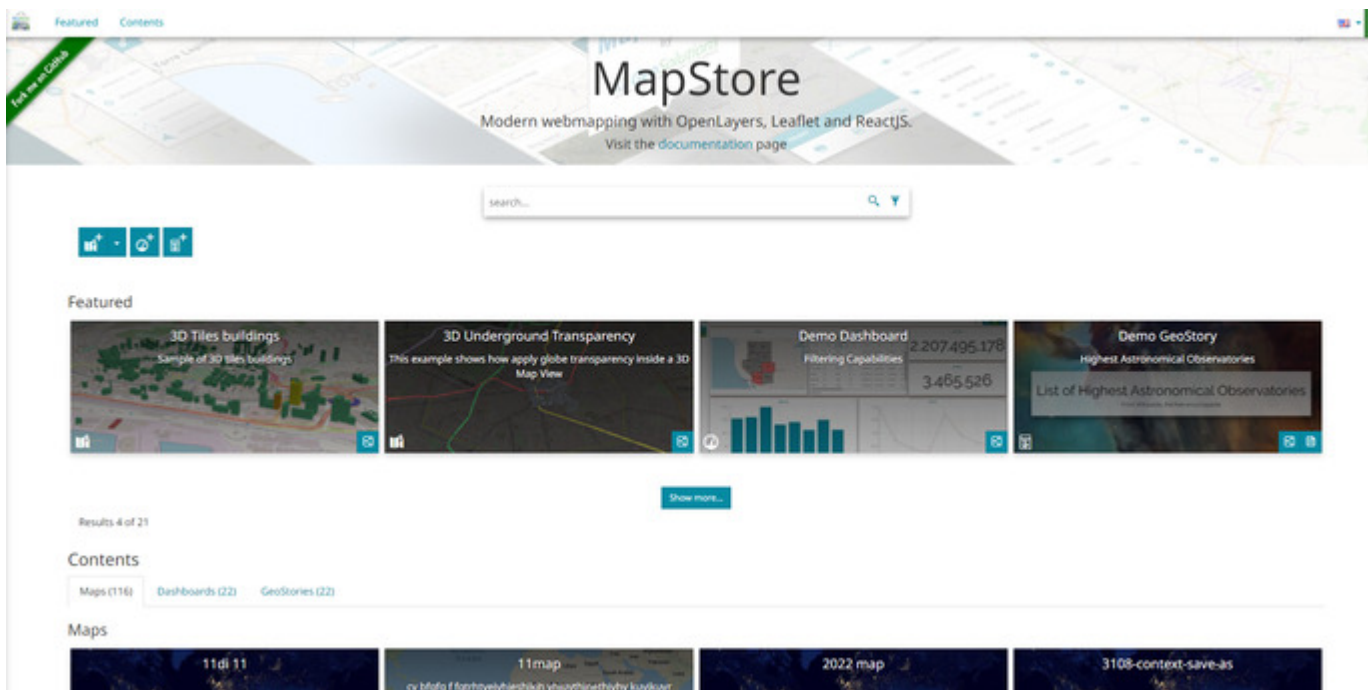 Featured Contents
Fork me on GitHub
MapStore
Modern webmapping with OpenLayers, Leaflet and ReactJS.
Visit the documentation page
search...
Featured
3D Tiles buildings
Sample of 3D tiles buildings
3D Underground Transparency
This example shows how apply globe transparency inside a 3D
Map View
Demo Dashboard
Filtering Capabilities
2.207.495.178
3.465.526
Demo GeoStory
Highest Astronomical Observatories
List of Highest Astronomical Observatories
Show more...
Results 4 of 21
Contents
Maps (116) Dashboards (22) GeoStories (22)
Maps
11di 11
11map
2022 map
3108-context-save-as